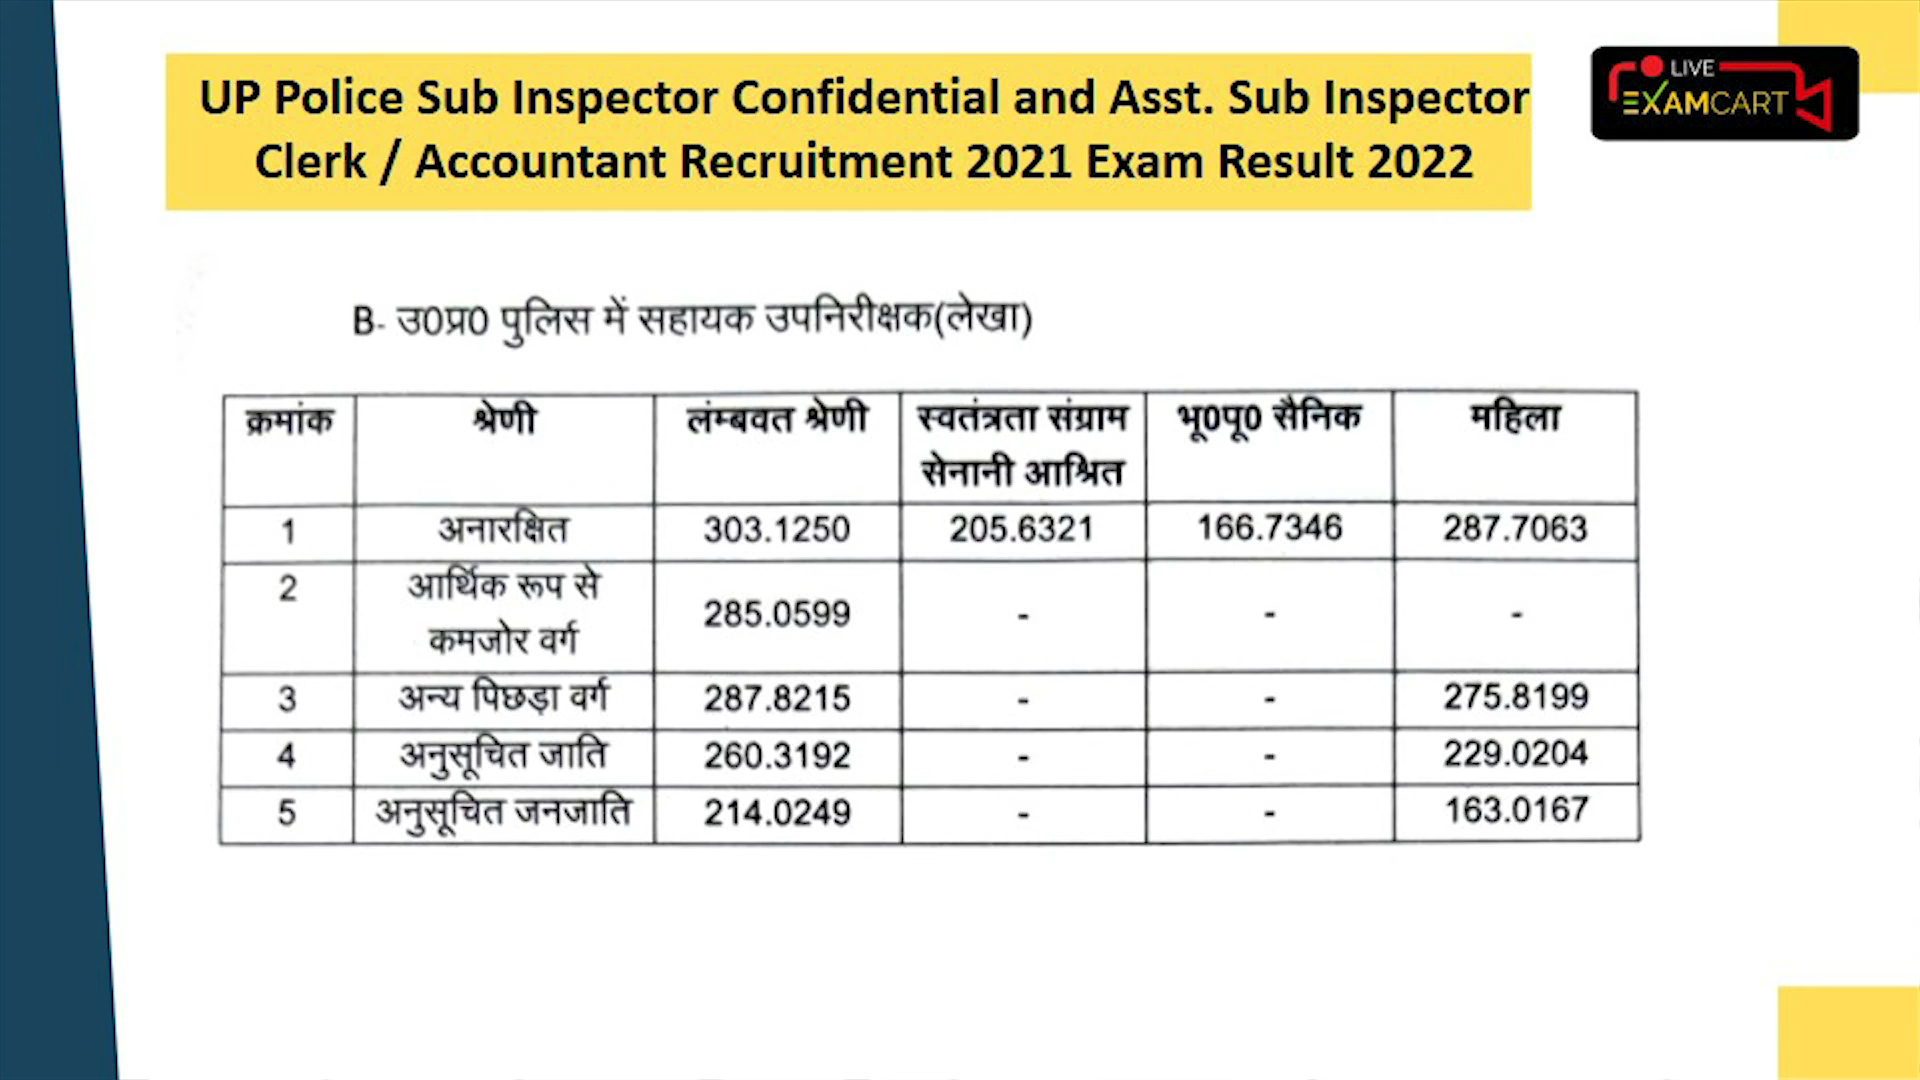 UP Police Sub Inspector Confidential and Asst. Sub Inspector
Clerk / Accountant Recruitment 2021 Exam Result 2022
LIVE
EXAMCART
B- उ0प्र0 पुलिस में सहायक उपनिरीक्षक(लेखा)
क्रमांक श्रेणी लंम्बवत श्रेणी स्वतंत्रता संग्राम सेनानी आश्रित भू0पू0 सैनिक महिला
1 अनारक्षित 303.1250 205.6321 166.7346 287.7063
2 आर्थिक रूप से कमजोर वर्ग 285.0599 - - -
3 अन्य पिछड़ा वर्ग 287.8215 - - 275.8199
4 अनुसूचित जाति 260.3192 - - 229.0204
5 अनुसूचित जनजाति 214.0249 - - 163.0167